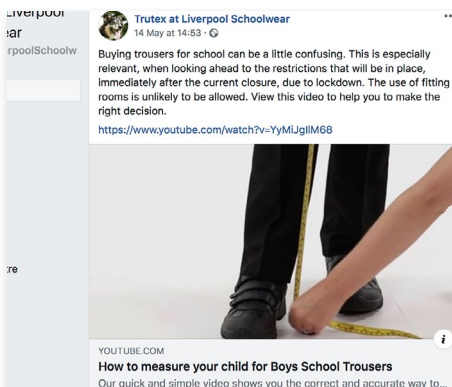 Liverpool
ear
rpoolSchoolw
:re
Trutex at Liverpool Schoolwear
14 May at 14:53 ·
Buying trousers for school can be a little confusing. This is especially
relevant, when looking ahead to the restrictions that will be in place,
immediately after the current closure, due to lockdown. The use of fitting
rooms is unlikely to be allowed. View this video to help you to make the
right decision.
https://www.youtube.com/watch?v=YyMiJgIlM68
i
YOUTUBE.COM
How to measure your child for Boys School Trousers
Our quick and simple video shows you the correct and accurate way to...